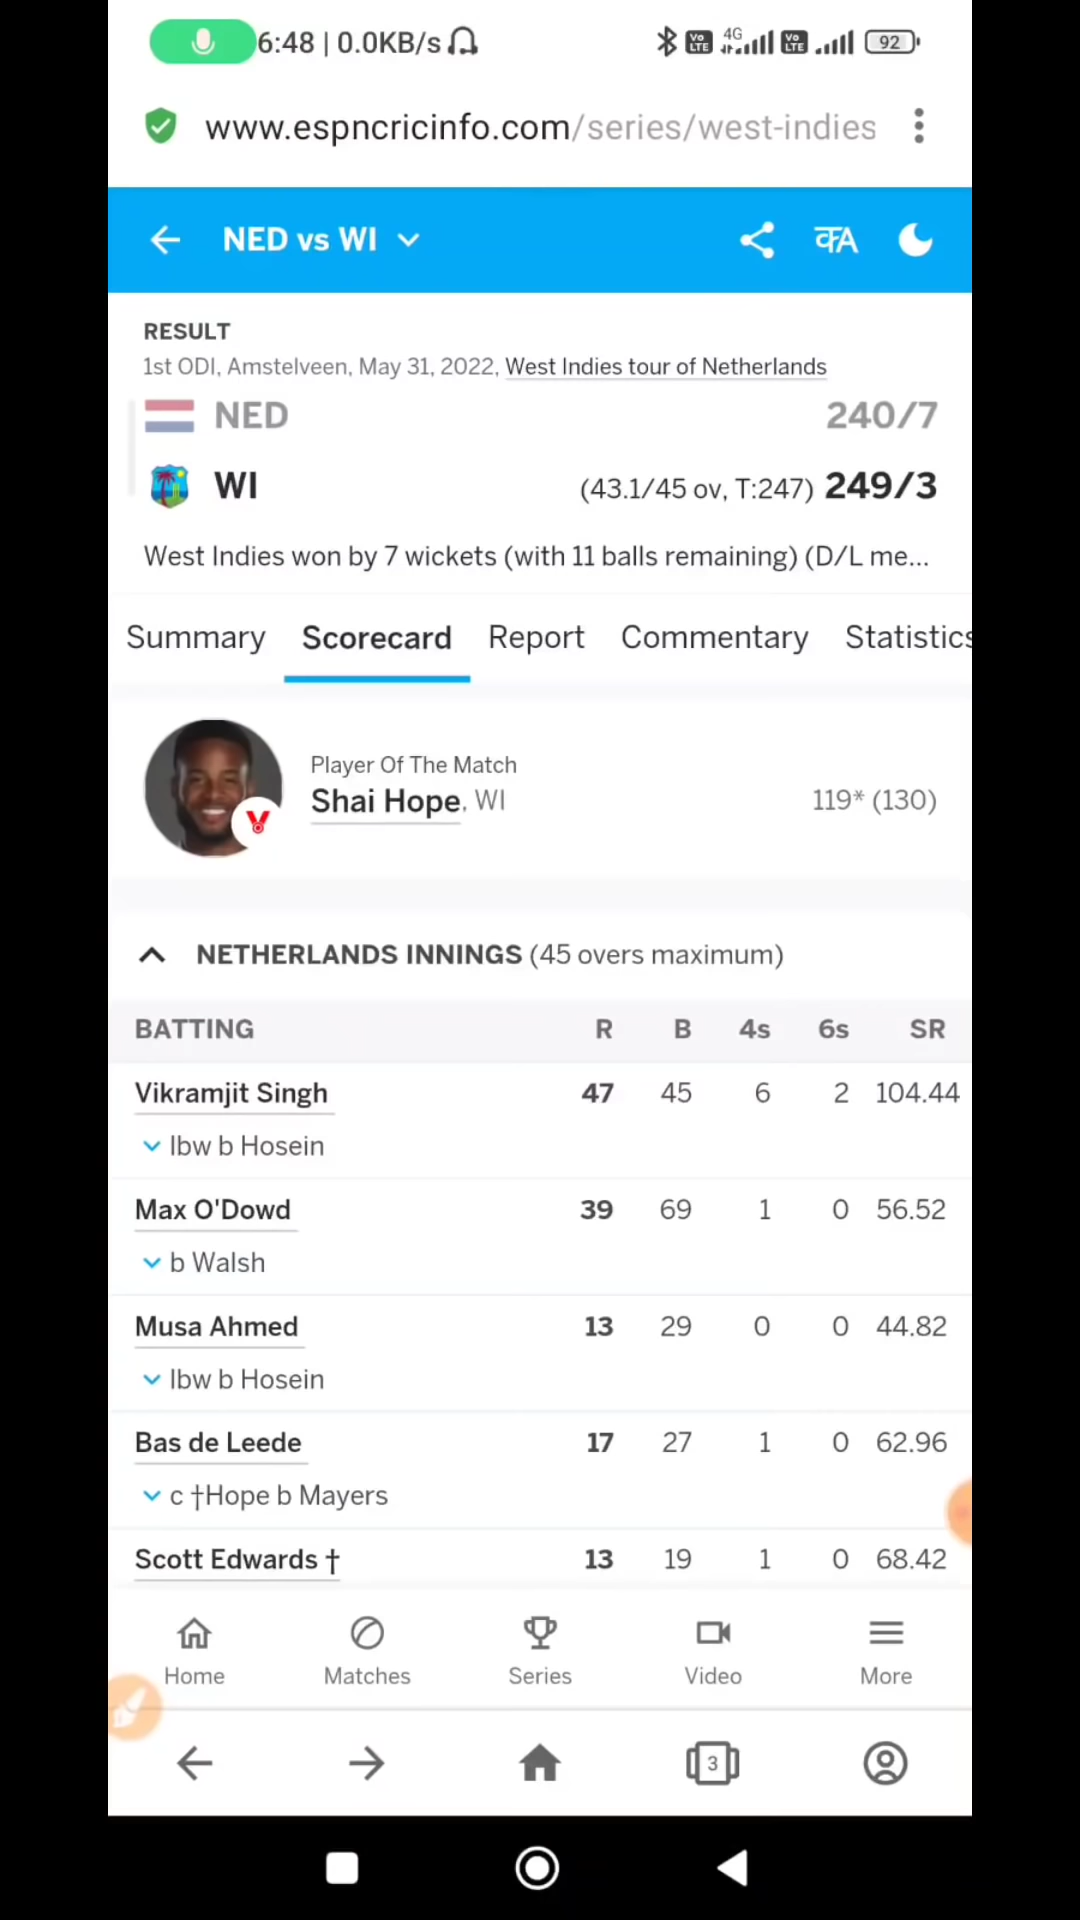 6:48 | 0.0KB/s
Vo LTE 4G Vo LTE 92
www.espncricinfo.com/series/west-indies
NED vs WI
क्A
RESULT
1st ODI, Amstelveen, May 31, 2022, West Indies tour of Netherlands
NED 240/7
WI (43.1/45 ov, T:247) 249/3
West Indies won by 7 wickets (with 11 balls remaining) (D/L me...
Summary Scorecard Report Commentary Statistics
Player Of The Match
Shai Hope, WI 119* (130)
NETHERLANDS INNINGS (45 overs maximum)
BATTING R B 4s 6s SR
Vikramjit Singh 47 45 6 2 104.44
lbw b Hosein
Max O'Dowd 39 69 1 0 56.52
b Walsh
Musa Ahmed 13 29 0 0 44.82
lbw b Hosein
Bas de Leede 17 27 1 0 62.96
c †Hope b Mayers
Scott Edwards † 13 19 1 0 68.42
Home Matches Series Video More
3